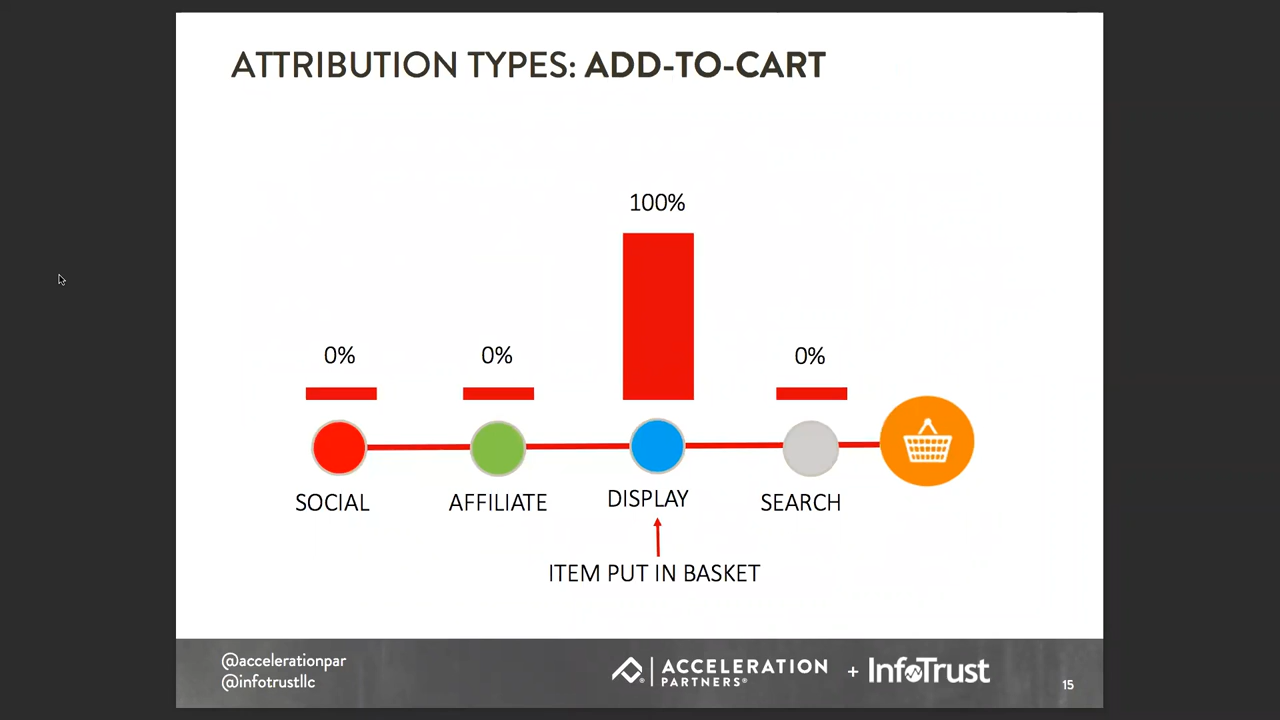 ATTRIBUTION TYPES: ADD-TO-CART
100%
0%
0%
0%
SOCIAL
AFFILIATE
DISPLAY
SEARCH
ITEM PUT IN BASKET
@accelerationpar
@infotrustllc
ACCELERATION
PARTNERS®
+ InfoTrust
15